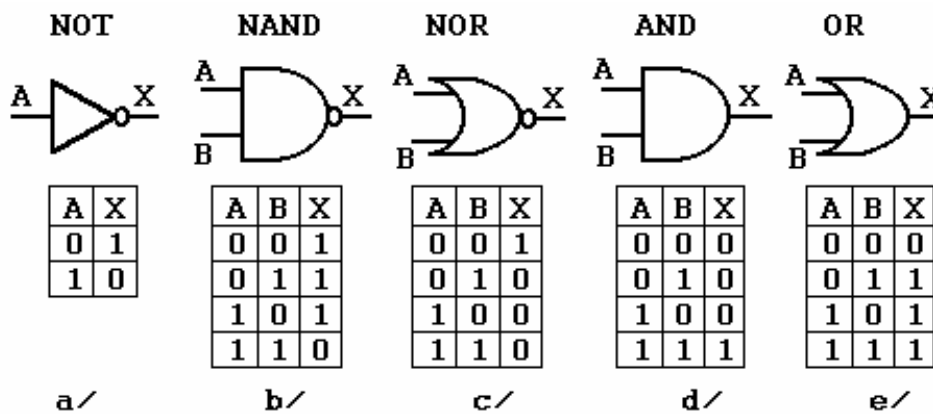 NOT NAND NOR AND OR
A X A X A X A X A X
B B B B B
A X A B X A B X A B X A B X
0 1 0 0 1 0 0 1 0 0 0 0 0 0
1 0 0 1 1 0 1 0 0 1 0 0 1 1
1 0 1 1 0 0 1 0 0 1 0 1
1 1 0 1 1 0 1 1 1 1 1 1
a/ b/ c/ d/ e/